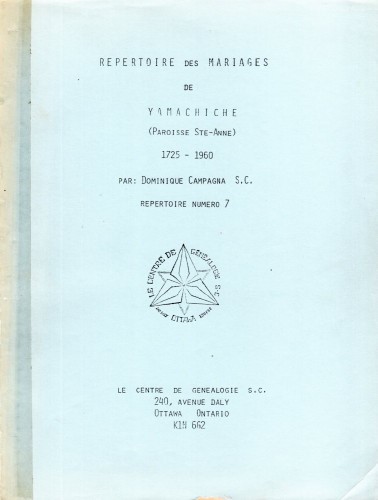 REPERTOIRE DES MARIAGES
DE
YAMACHICHE
(PAROISSE STE-ANNE)
1725 - 1960
PAR: DOMINIQUE CAMPAGNA S.C.
REPERTOIRE NUMERO 7
LE CENTRE DE GENEALOGIE S.C.
OTTAWA
LE CENTRE DE GENEALOGIE S.C.
240, AVENUE DALY
OTTAWA ONTARIO
K1N 6G2